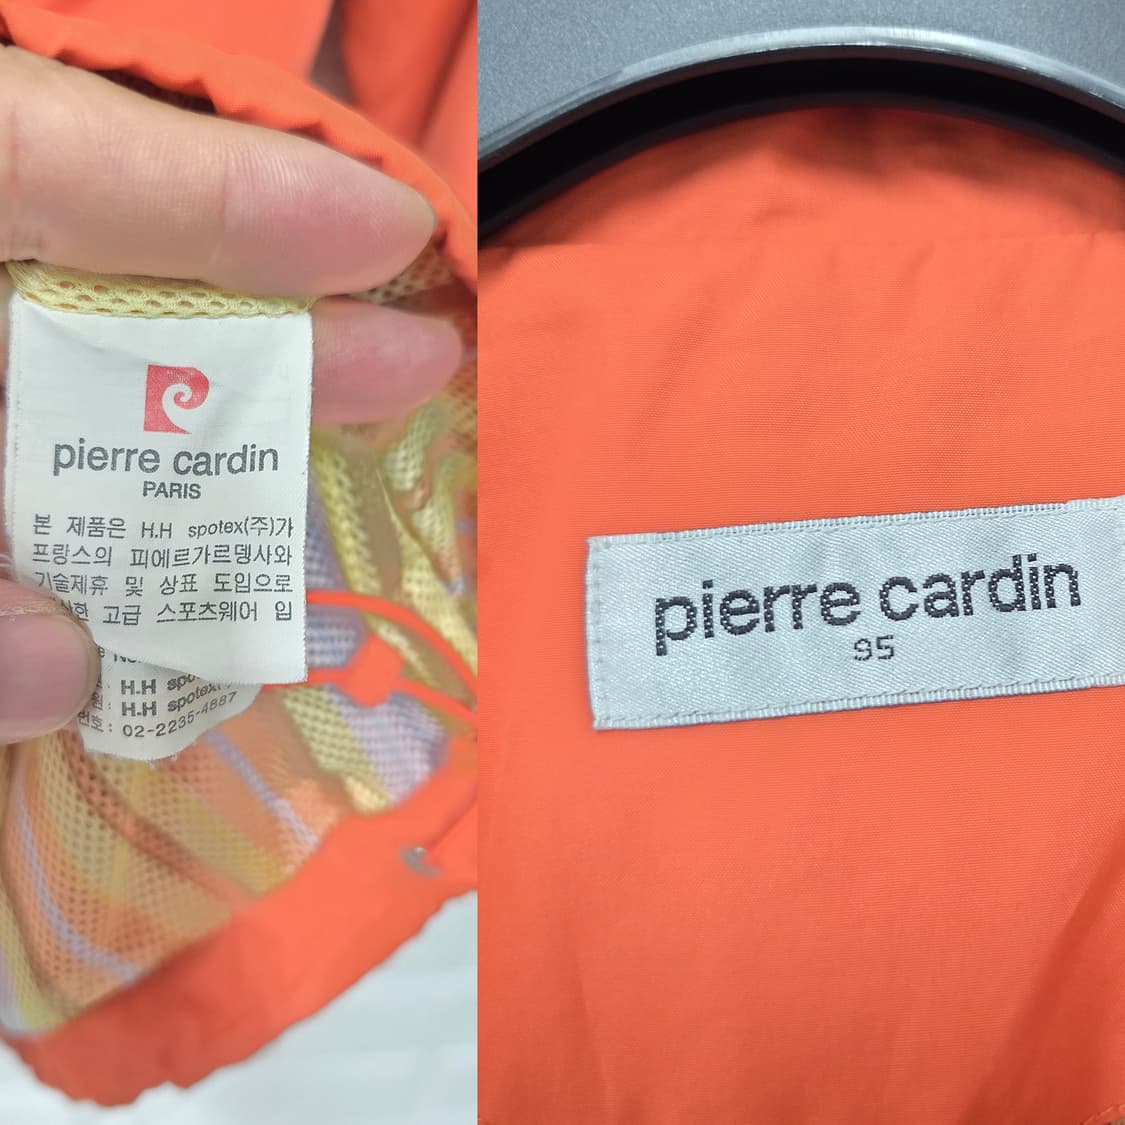 pierre cardin
PARIS
본 제품은 H.H spotex(주)가
프랑스의 피에르가르뎅사와
기술제휴 및 상표 도입으로
고급 스포츠웨어 입
H.H
H.H spotex
02-2235-4887
pierre cardin
95